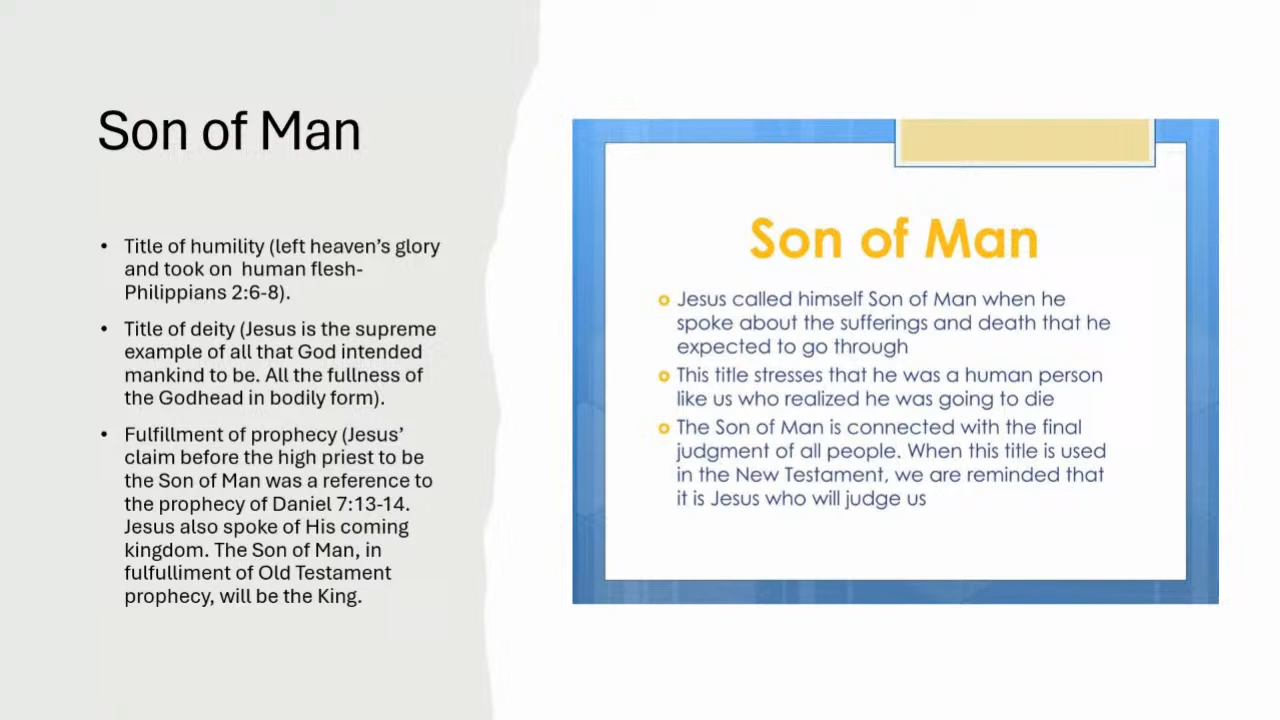 Son of Man
• Title of humility (left heaven’s glory
and took on  human flesh-
Philippians 2:6-8).
• Title of deity (Jesus is the supreme
example of all that God intended
mankind to be. All the fullness of
the Godhead in bodily form).
• Fulfillment of prophecy (Jesus’
claim before the high priest to be
the Son of Man was a reference to
the prophecy of Daniel 7:13-14.
Jesus also spoke of His coming
kingdom. The Son of Man, in
fulfulliment of Old Testament
prophecy, will be the King.
Son of Man
Jesus called himself Son of Man when he
spoke about the sufferings and death that he
expected to go through
This title stresses that he was a human person
like us who realized he was going to die
The Son of Man is connected with the final
judgment of all people. When this title is used
in the New Testament, we are reminded that
it is Jesus who will judge us